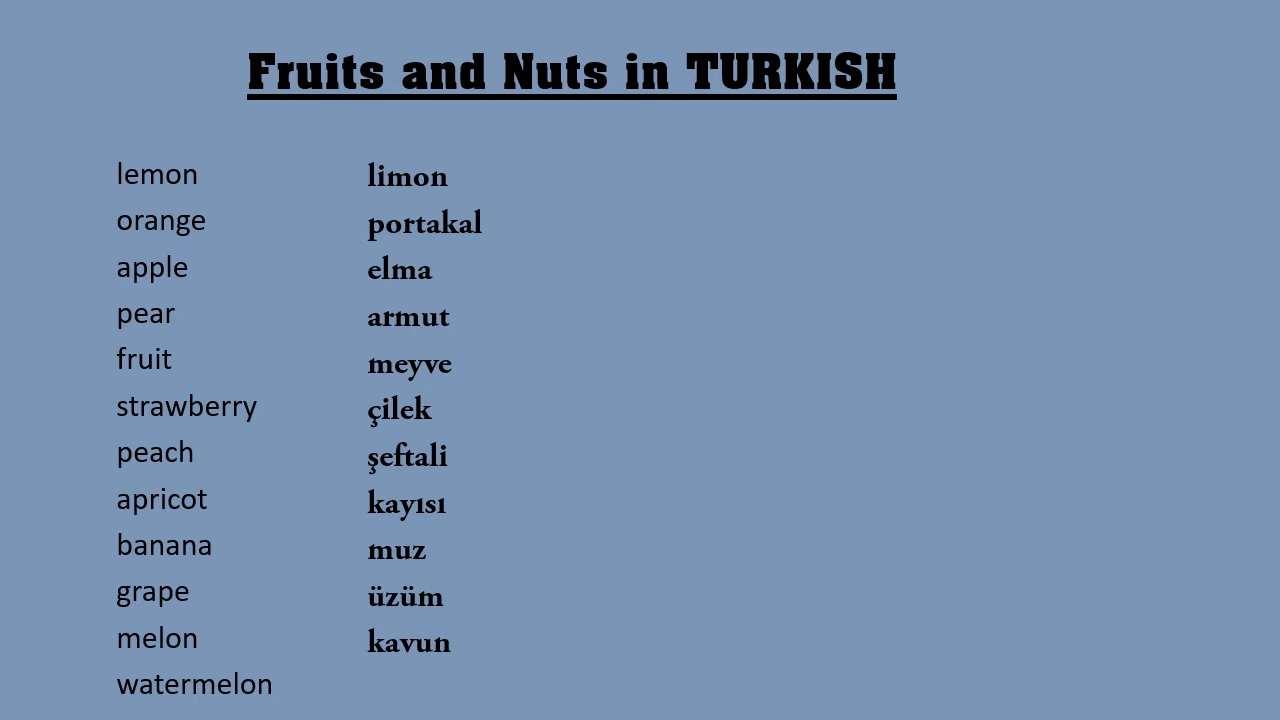 Fruits and Nuts in TURKISH
lemon limon
orange portakal
apple elma
pear armut
fruit meyve
strawberry çilek
peach şeftali
apricot kayısı
banana muz
grape üzüm
melon kavun
watermelon